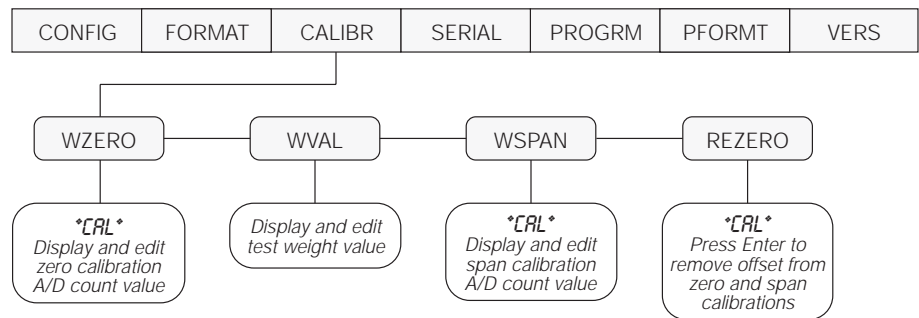 CONFIG FORMAT CALIBR SERIAL PROGRM PFORMT VERS
WZERO WVAL WSPAN REZERO
*CAL*
Display and edit
zero calibration
A/D count value
Display and edit
test weight value
*CAL*
Display and edit
span calibration
A/D count value
*CAL*
Press Enter to
remove offset from
zero and span
calibrations